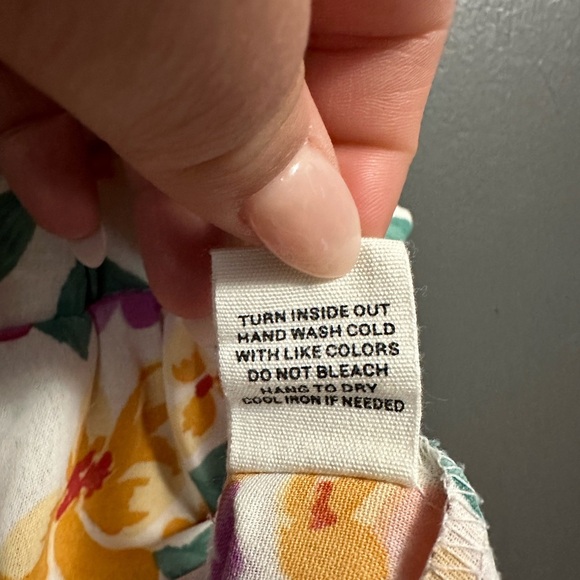 TURN INSIDE OUT
HAND WASH COLD
WITH LIKE COLORS
DO NOT BLEACH
HANG TO DRY
COOL IRON IF NEEDED